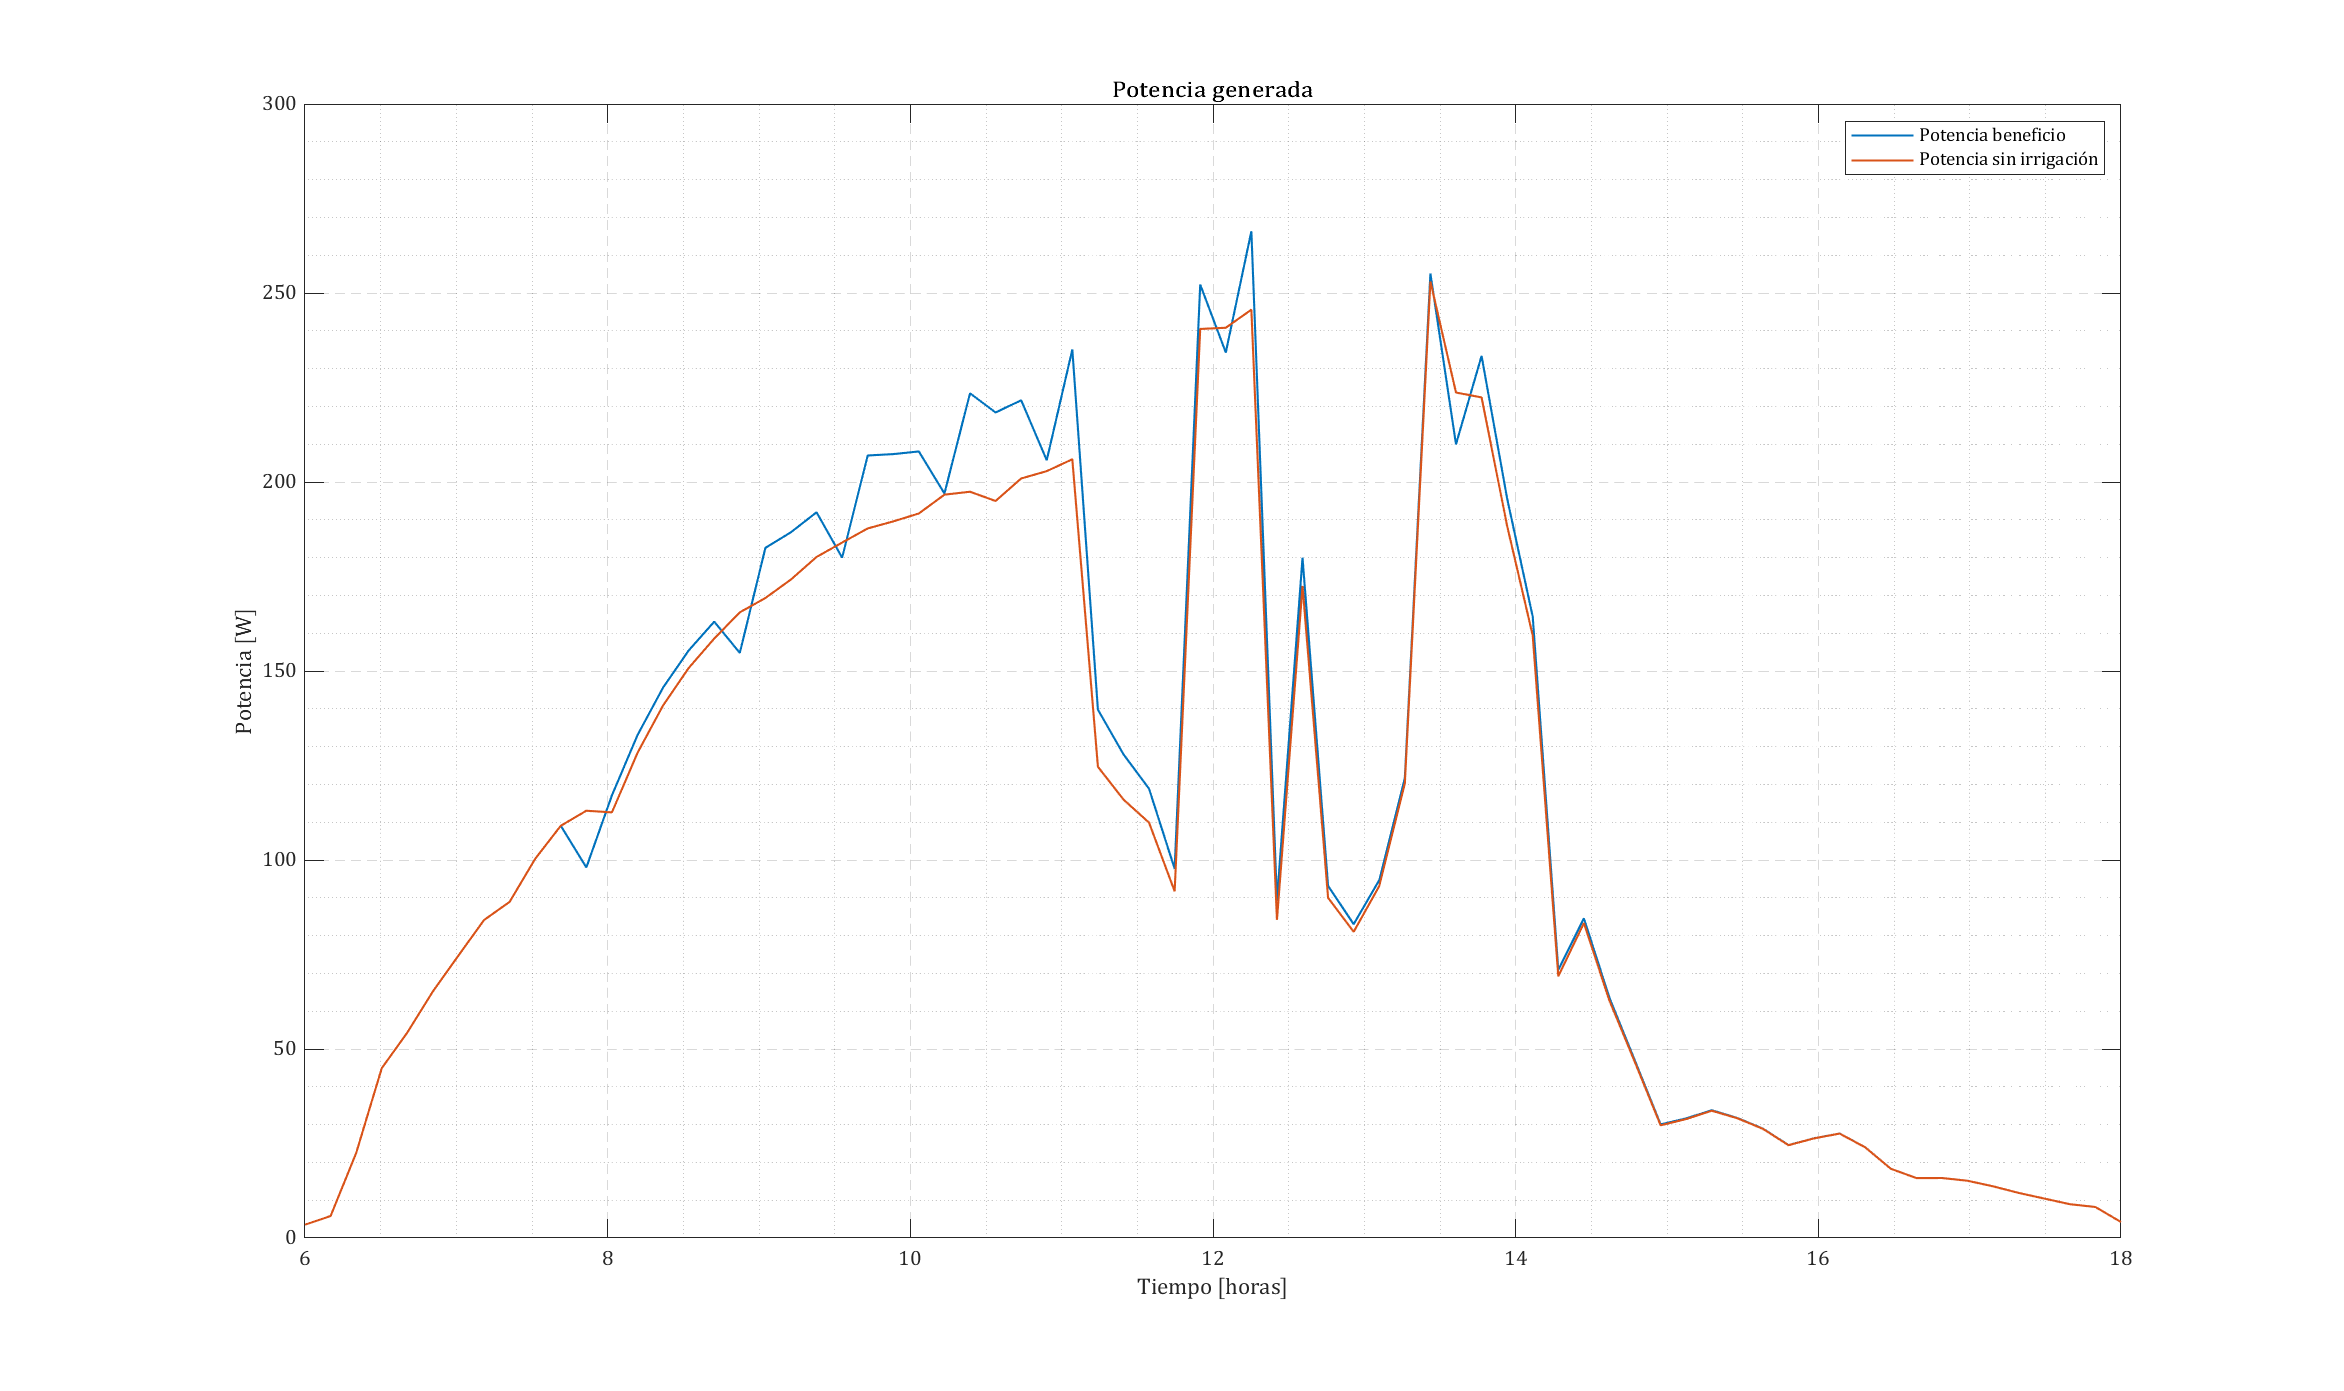 Potencia generada
300
250
200
150
100
50
0
Potencia [W]
Potencia beneficio
Potencia sin irrigación
6 8 10 12 14 16 18
Tiempo [horas]